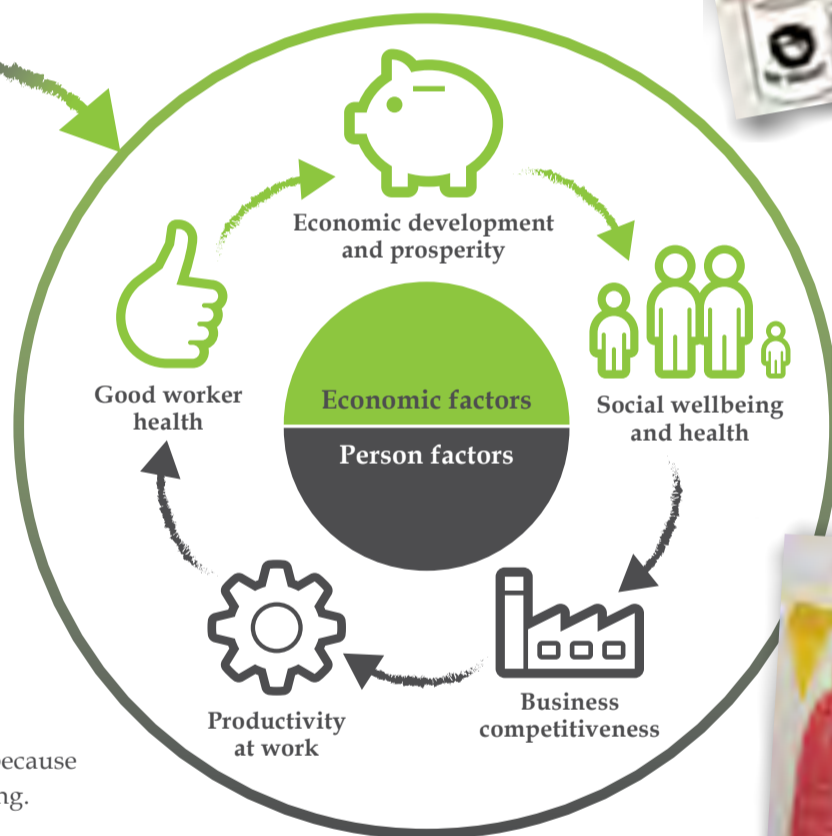 Economic development
and prosperity
Good worker
health
Economic factors
Person factors
Social wellbeing
and health
Productivity
at work
Business
competitiveness
ecause
ng.